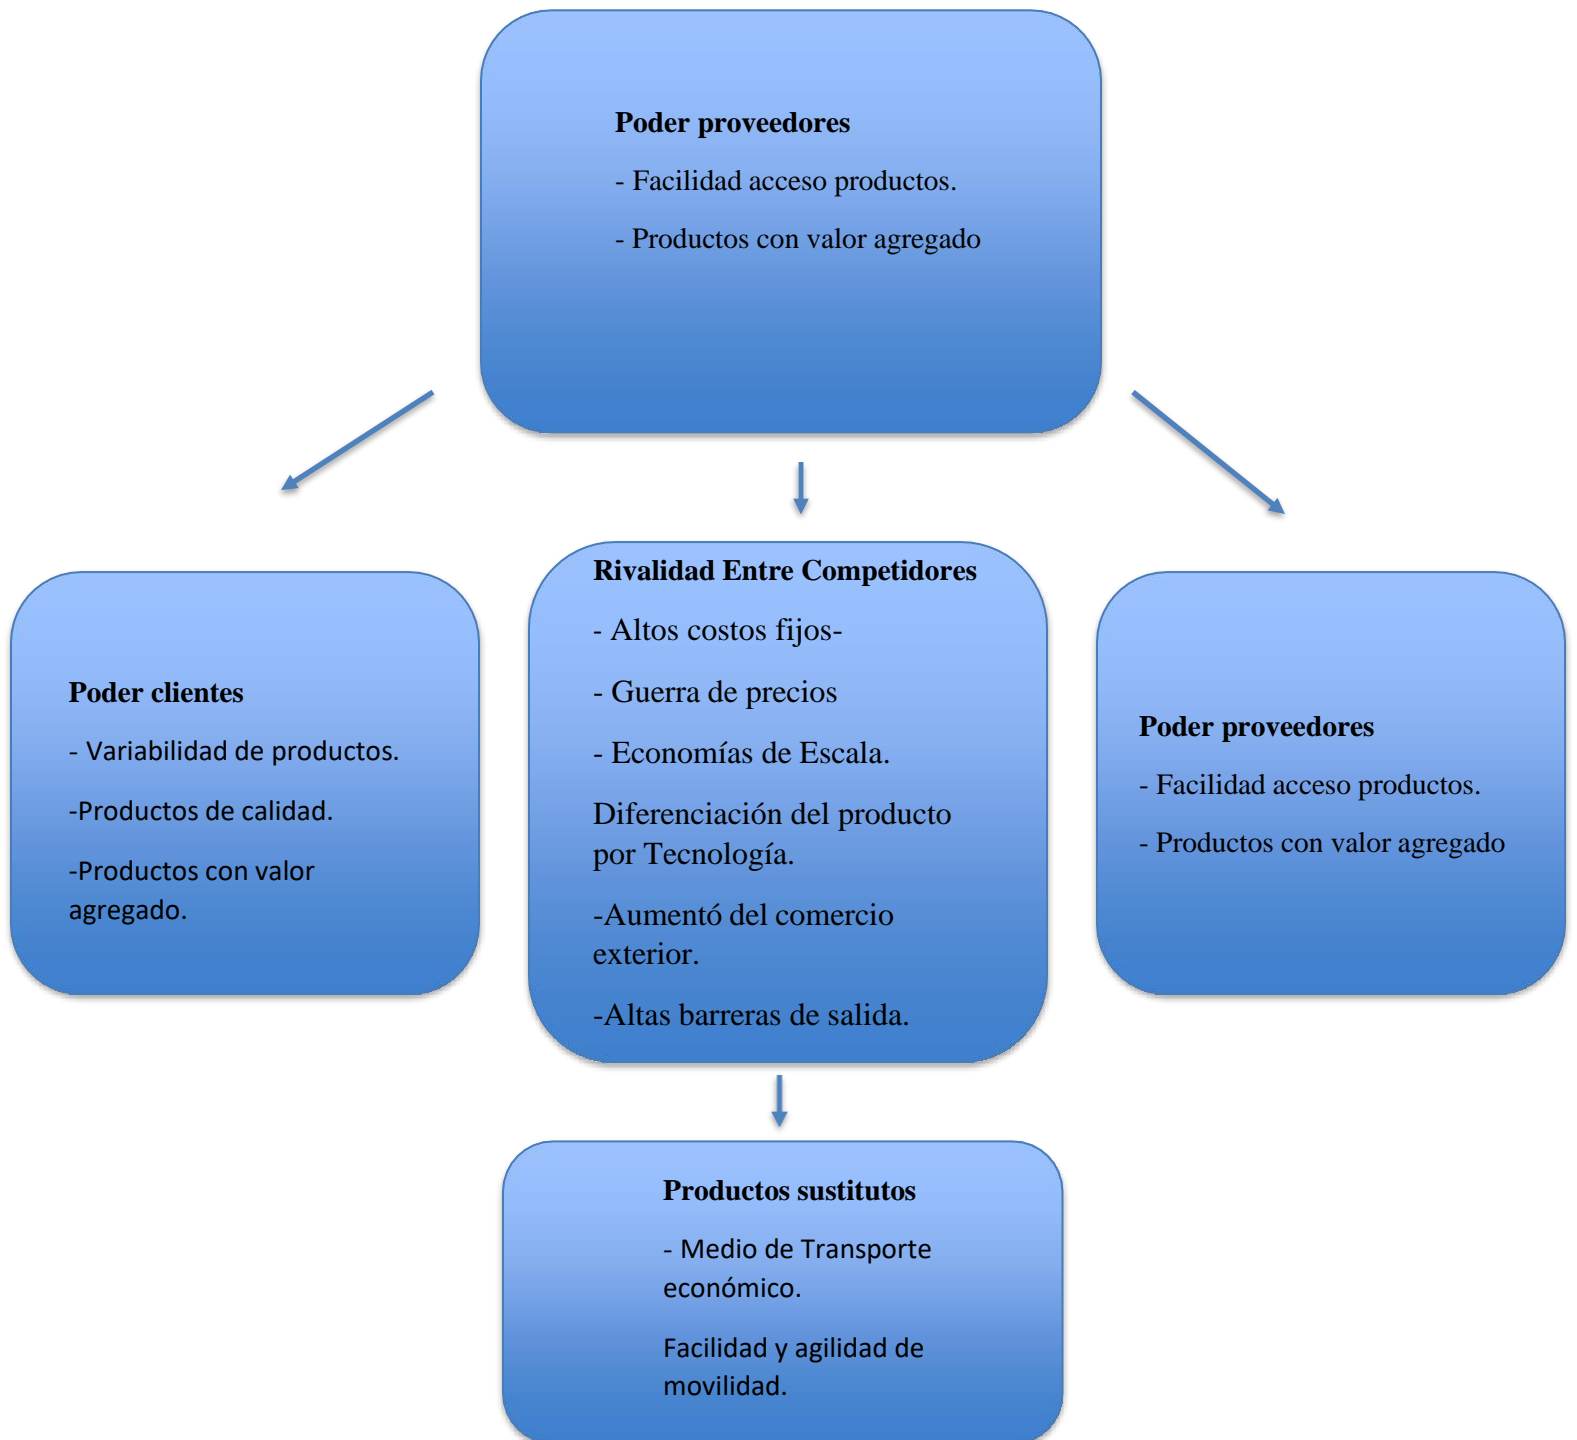 Poder proveedores
- Facilidad acceso productos.
- Productos con valor agregado
Poder clientes
- Variabilidad de productos.
-Productos de calidad.
-Productos con valor
agregado.
Rivalidad Entre Competidores
- Altos costos fijos-
- Guerra de precios
- Economías de Escala.
Diferenciación del producto
por Tecnología.
-Aumentó del comercio
exterior.
-Altas barreras de salida.
Poder proveedores
- Facilidad acceso productos.
- Productos con valor agregado
Productos sustitutos
- Medio de Transporte
económico.
Facilidad y agilidad de
movilidad.